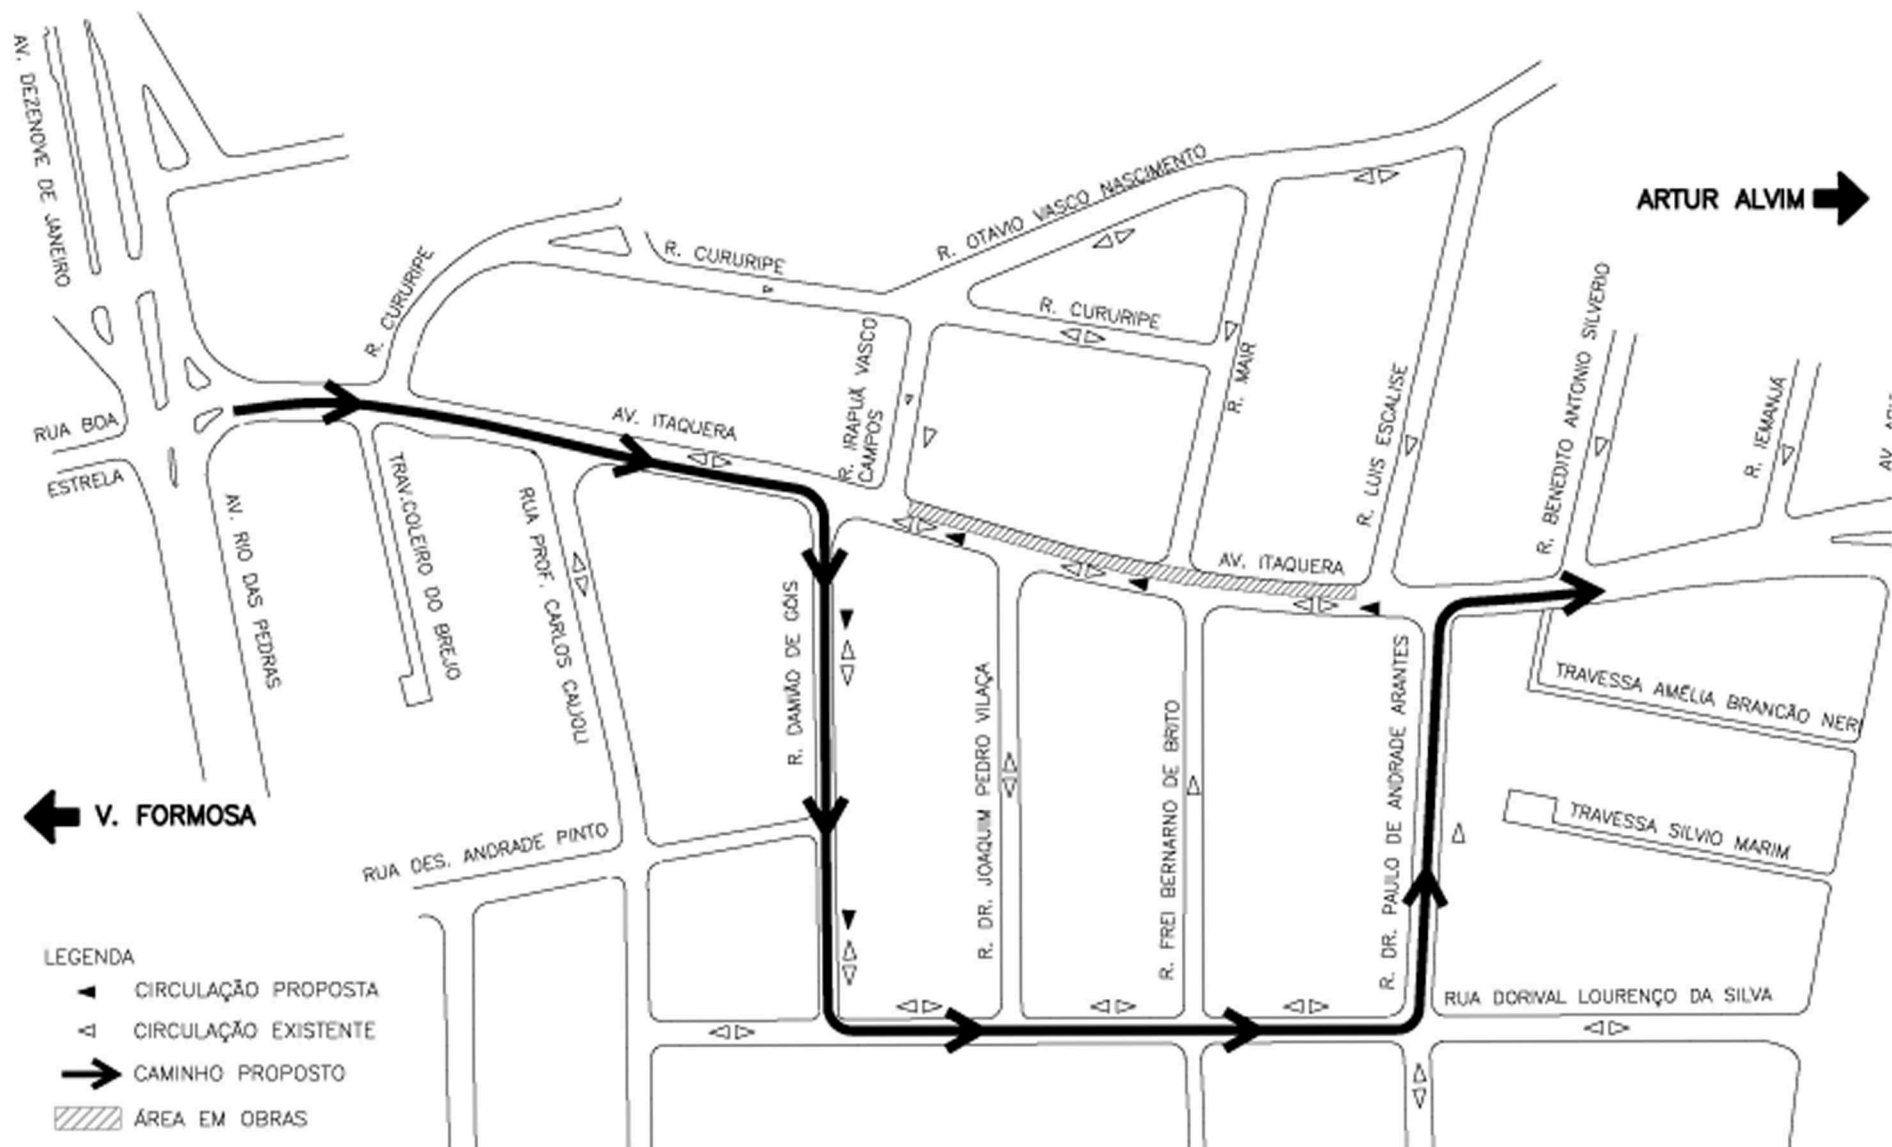 AV. DEZENOVE DE JANEIRO
R. CURURIPE
R. CURURIPE
R. OTAVIO VASCO NASCIMENTO
ARTUR ALVIM
R. CURURIPE
R. IRAPUÃ VASCO
CAMPOS
R. MAIR
R. LUIS ESCALISE
R. BENEDITO ANTONIO SILVERIO
R. IEMANJÁ
AV.
RUA BOA
ESTRELA
AV. ITAQUERA
AV. RIO DAS PEDRAS
TRAV.COLEIRO DO BREJO
RUA PROF. CARLOS CALIOLI
AV. ITAQUERA
R. DAMIÃO DE GÓIS
R. DR. JOAQUIM PEDRO VILAÇA
R. FREI BERNARNO DE BRITO
R. DR. PAULO DE ANDRADE ARANTES
TRAVESSA AMÉLIA BRANCÃO NERI
V. FORMOSA
TRAVESSA SILVIO MARIM
RUA DES. ANDRADE PINTO
RUA DORIVAL LOURENÇO DA SILVA
LEGENDA
CIRCULAÇÃO PROPOSTA
CIRCULAÇÃO EXISTENTE
CAMINHO PROPOSTO
ÁREA EM OBRAS